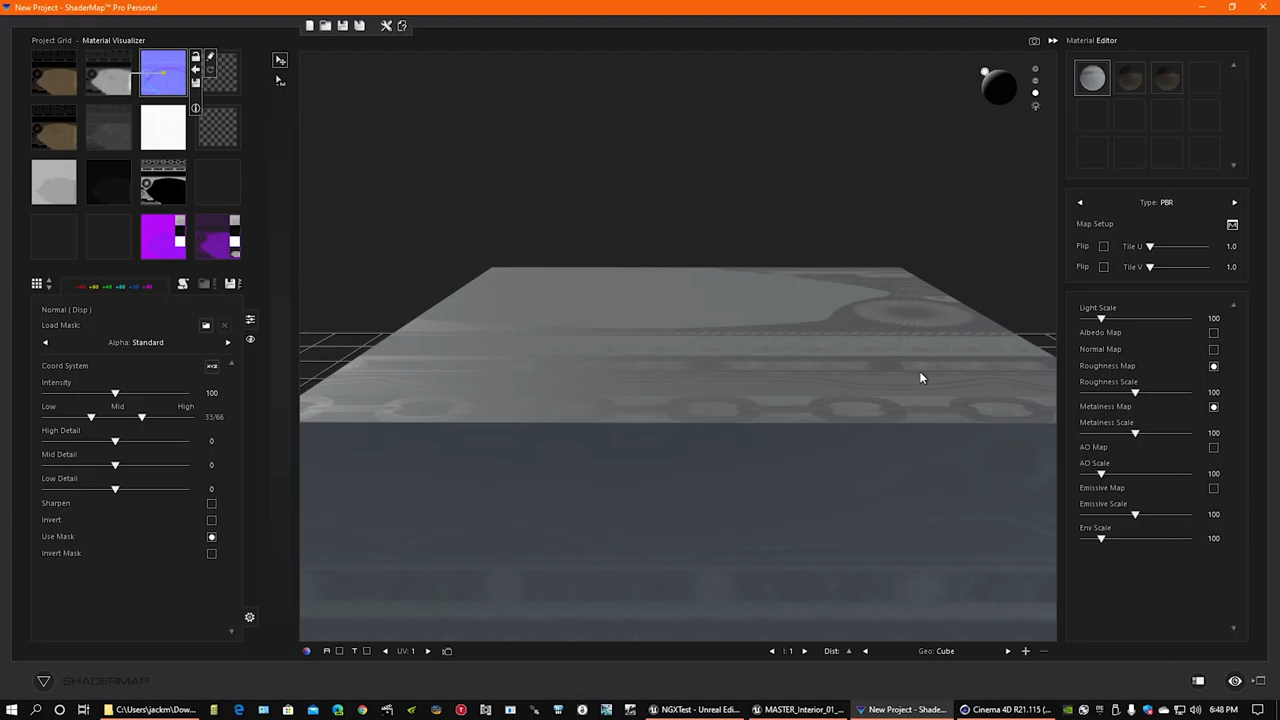 New Project - ShaderMap™ Pro Personal
Project Grid - Material Visualizer
Material Editor
Type: PBR
Map Setup
Flip Tile U 1.0
Flip Tile V 1.0
Normal ( Disp )
Load Mask:
Alpha: Standard
Coord System XYZ
Intensity
100
Low Mid High
33/66
High Detail
0
Mid Detail
0
Low Detail
0
Sharpen
Invert
Use Mask
Invert Mask
Light Scale
100
Albedo Map
Normal Map
Roughness Map
Roughness Scale
100
Metalness Map
Metalness Scale
100
AO Map
AO Scale
100
Emissive Map
Emissive Scale
100
Env Scale
100
R T UV: 1 I: 1 Dist: Geo: Cube
SHADERMAP
C:\Users\jackm\Dow... NGXTest - Unreal Edi... MASTER_Interior_01_... New Project - Shade... Cinema 4D R21.115 (... 6:48 PM